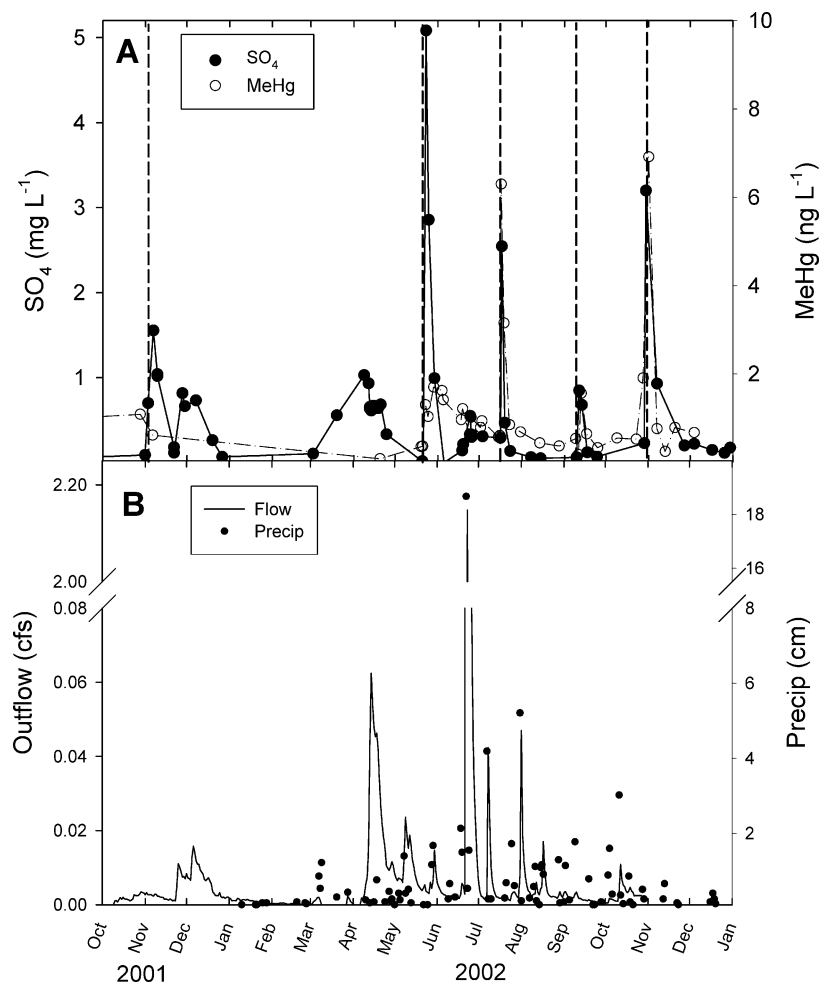 A
SO4
MeHg
5
4
3
2
1
SO4 (mg L-1)
10
8
6
4
2
MeHg (ng L-1)
B
Flow
Precip
2.20
2.00
0.08
0.06
0.04
0.02
0.00
Outflow (cfs)
18
16
8
6
4
2
Precip (cm)
Oct Nov Dec Jan Feb Mar Apr May Jun Jul Aug Sep Oct Nov Dec Jan
2001 2002